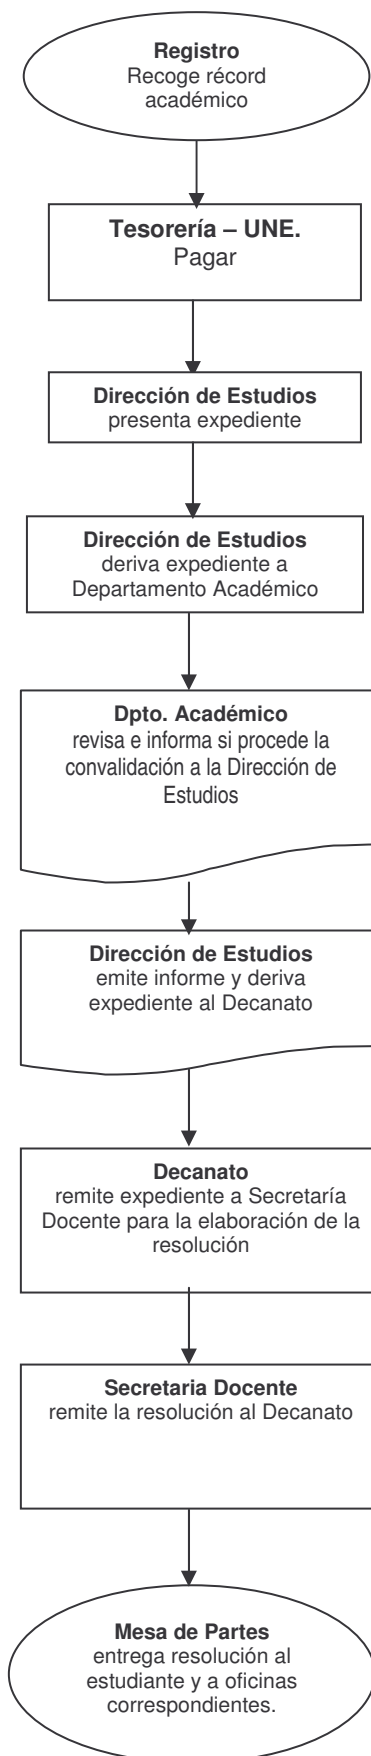 Registro
Recoge récord
académico
Tesorería – UNE.
Pagar
Dirección de Estudios
presenta expediente
Dirección de Estudios
deriva expediente a
Departamento Académico
Dpto. Académico
revisa e informa si procede la
convalidación a la Dirección de
Estudios
Dirección de Estudios
emite informe y deriva
expediente al Decanato
Decanato
remite expediente a Secretaría
Docente para la elaboración de la
resolución
Secretaria Docente
remite la resolución al Decanato
Mesa de Partes
entrega resolución al
estudiante y a oficinas
correspondientes.